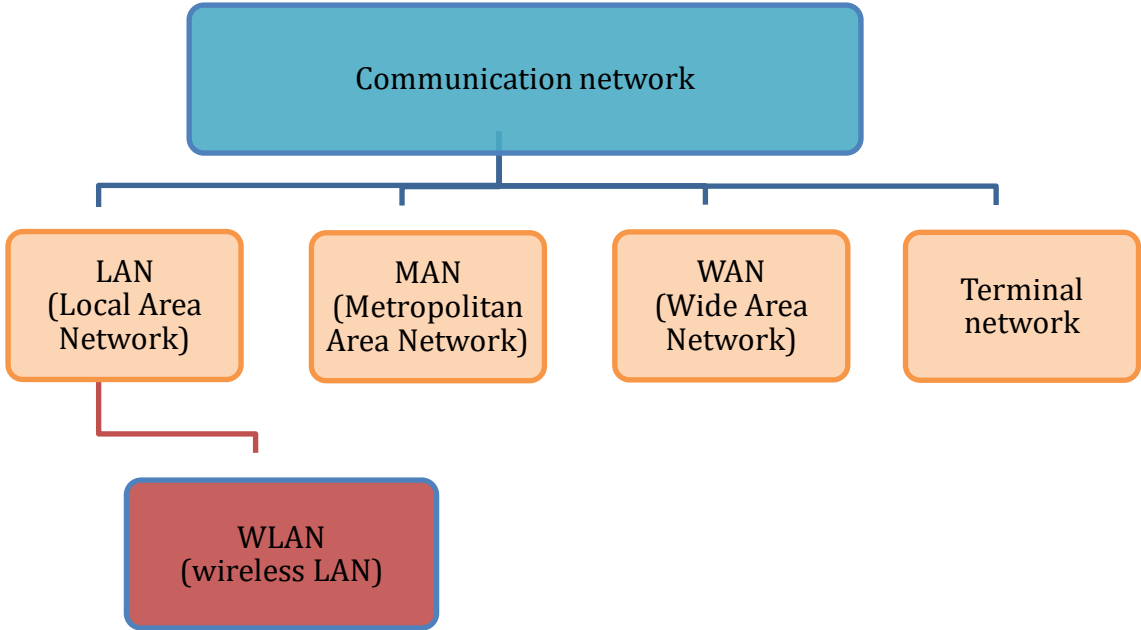 Communication network
LAN
(Local Area
Network)
MAN
(Metropolitan
Area Network)
WAN
(Wide Area
Network)
Terminal
network
WLAN
(wireless LAN)